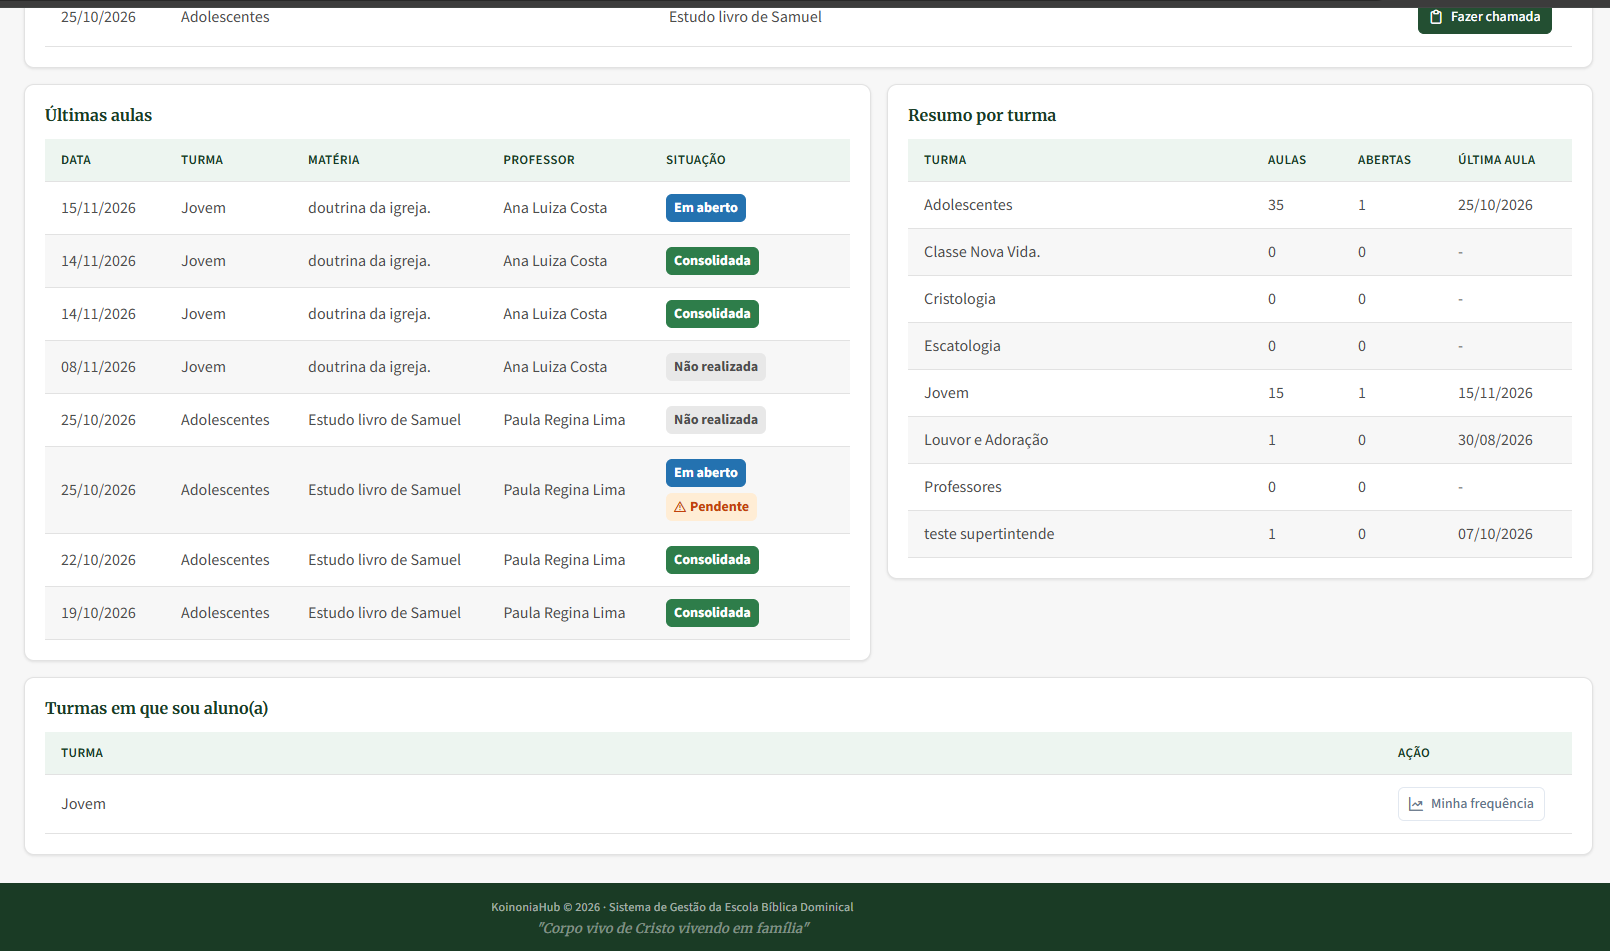 25/10/2026 Adolescentes Estudo livro de Samuel Fazer chamada
Últimas aulas
DATA TURMA MATÉRIA PROFESSOR SITUAÇÃO
15/11/2026 Jovem doutrina da igreja. Ana Luiza Costa Em aberto
14/11/2026 Jovem doutrina da igreja. Ana Luiza Costa Consolidada
14/11/2026 Jovem doutrina da igreja. Ana Luiza Costa Consolidada
08/11/2026 Jovem doutrina da igreja. Ana Luiza Costa Não realizada
25/10/2026 Adolescentes Estudo livro de Samuel Paula Regina Lima Não realizada
25/10/2026 Adolescentes Estudo livro de Samuel Paula Regina Lima Em aberto
Pendente
22/10/2026 Adolescentes Estudo livro de Samuel Paula Regina Lima Consolidada
19/10/2026 Adolescentes Estudo livro de Samuel Paula Regina Lima Consolidada
Resumo por turma
TURMA AULAS ABERTAS ÚLTIMA AULA
Adolescentes 35 1 25/10/2026
Classe Nova Vida. 0 0 -
Cristologia 0 0 -
Escatologia 0 0 -
Jovem 15 1 15/11/2026
Louvor e Adoração 1 0 30/08/2026
Professores 0 0 -
teste supertintende 1 0 07/10/2026
Turmas em que sou aluno(a)
TURMA AÇÃO
Jovem Minha frequência
KoinoniaHub © 2026 · Sistema de Gestão da Escola Bíblica Dominical
"Corpo vivo de Cristo vivendo em família"